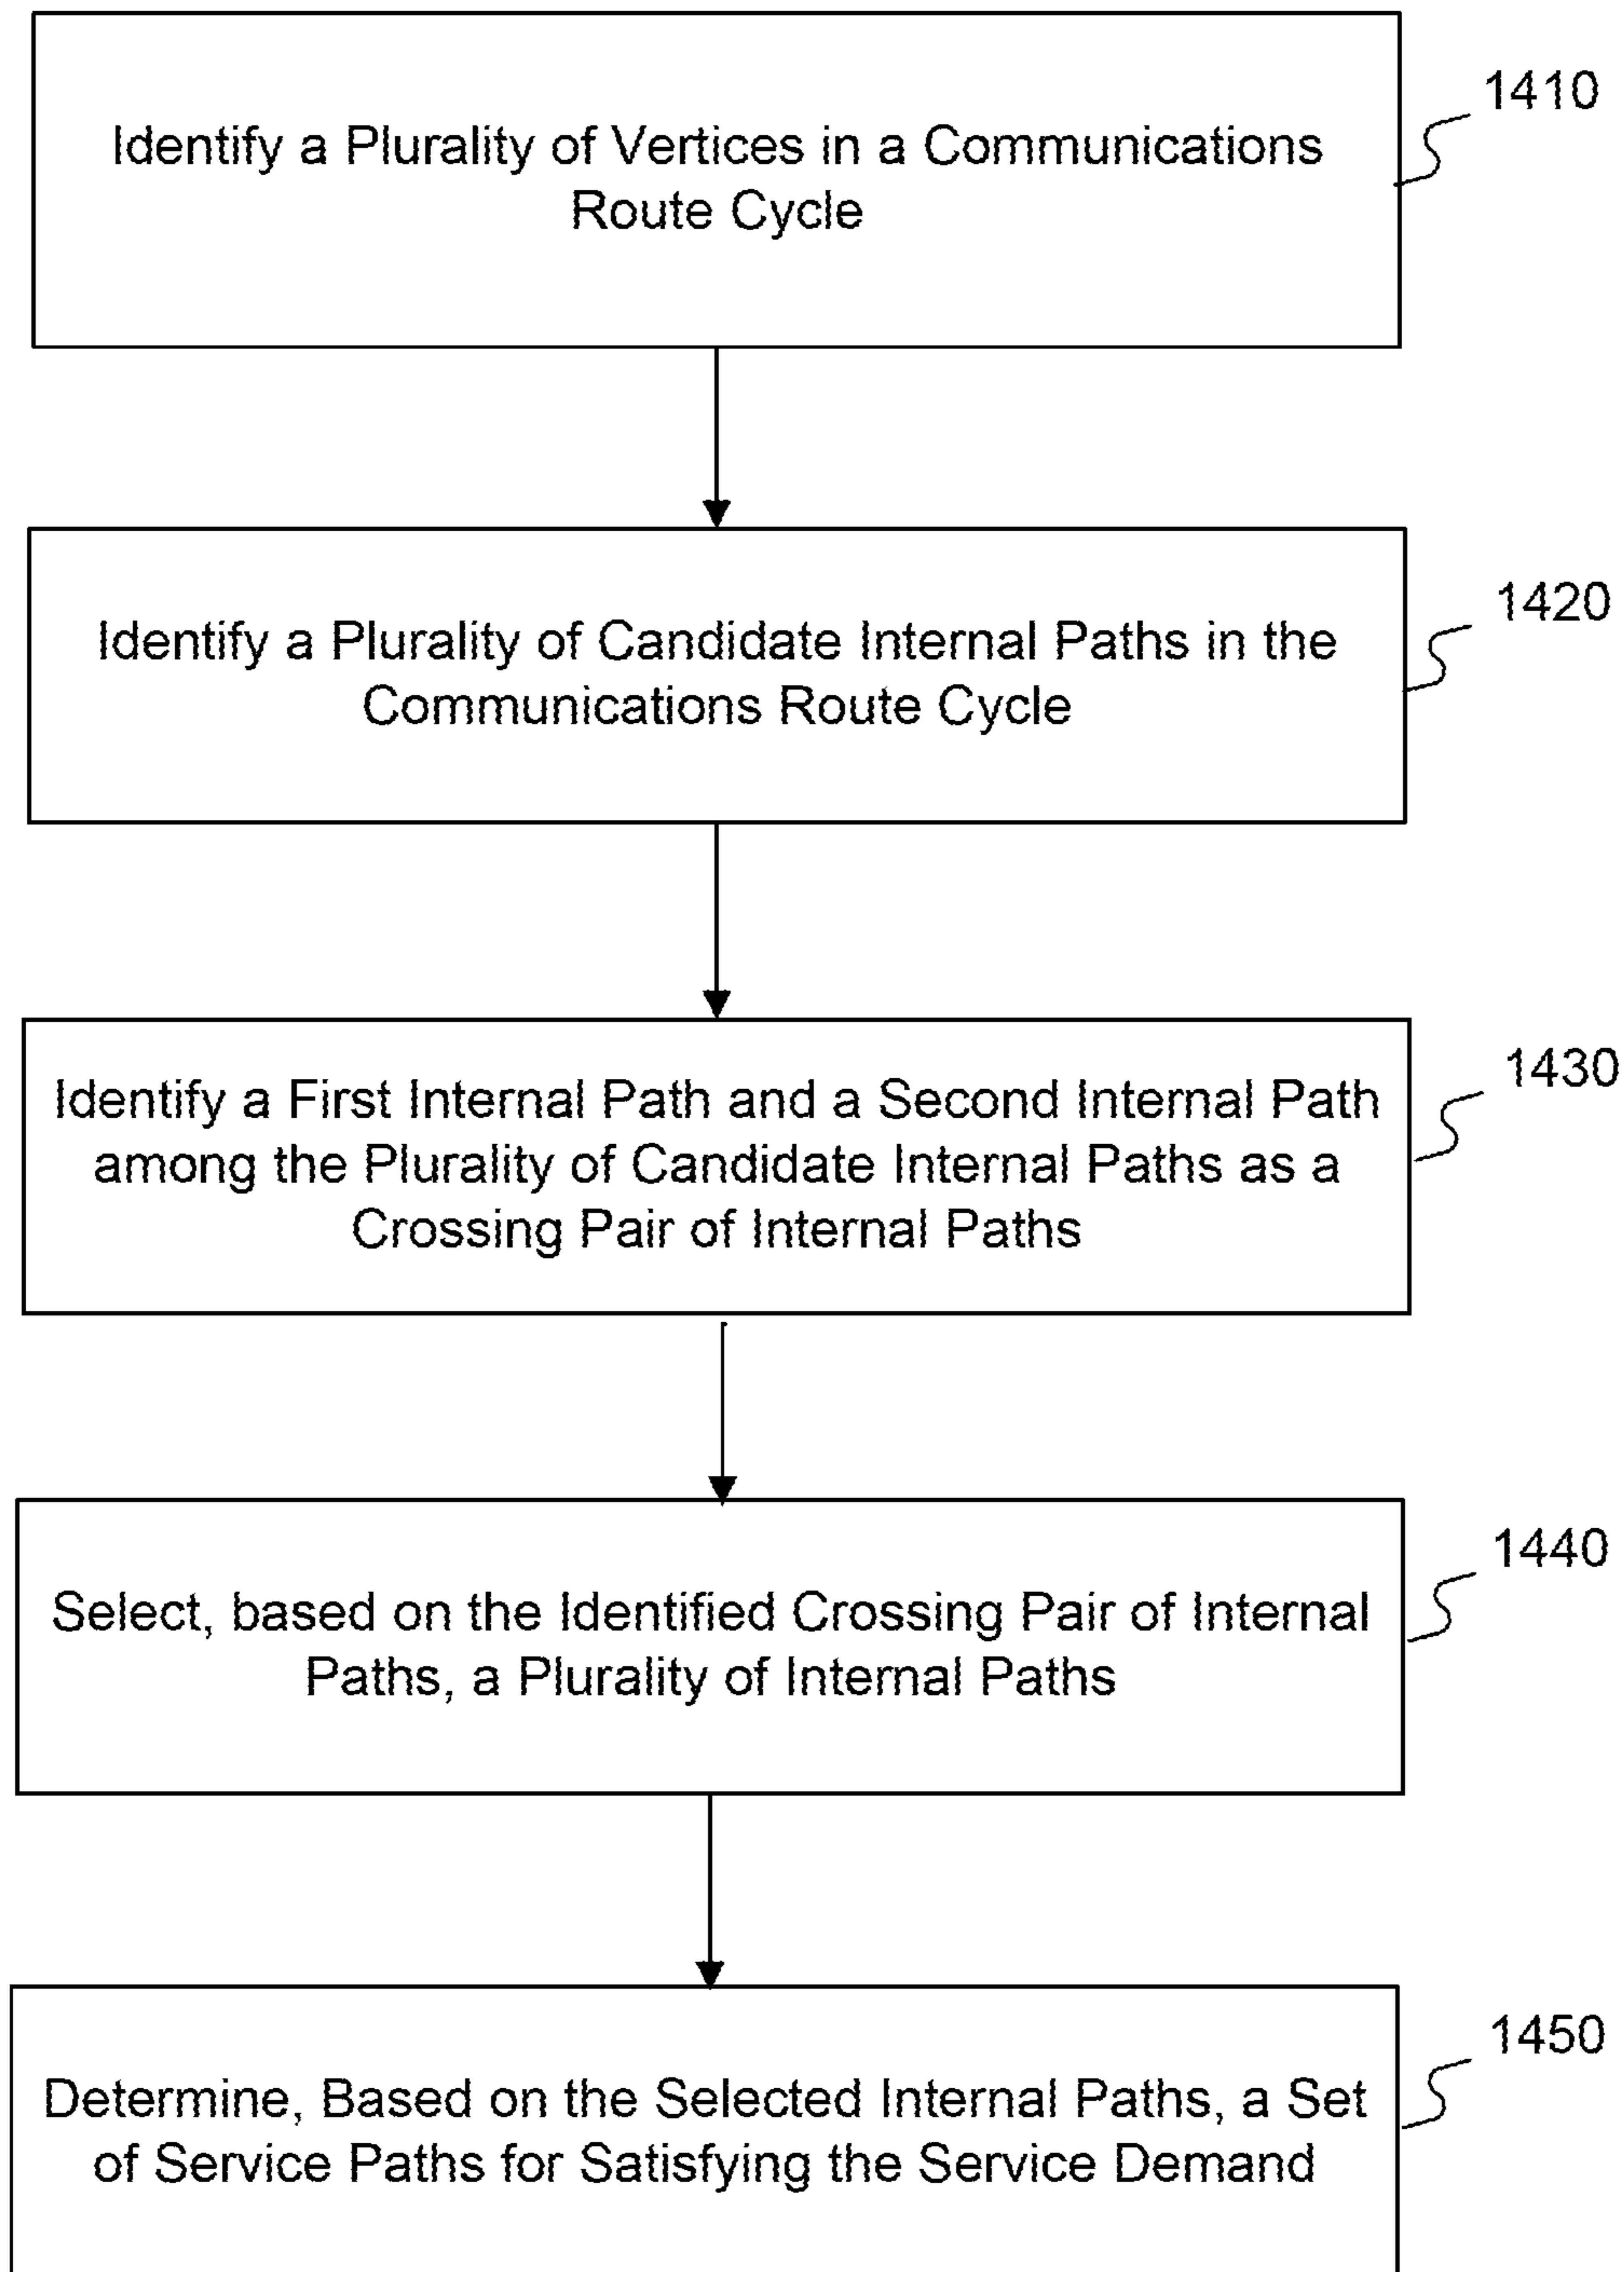 Identify a Plurality of Vertices in a Communications
Route Cycle
1410
Identify a Plurality of Candidate Internal Paths in the
Communications Route Cycle
1420
Identify a First Internal Path and a Second Internal Path
among the Plurality of Candidate Internal Paths as a
Crossing Pair of Internal Paths
1430
Select, based on the Identified Crossing Pair of Internal
Paths, a Plurality of Internal Paths
1440
Determine, Based on the Selected Internal Paths, a Set
of Service Paths for Satisfying the Service Demand
1450